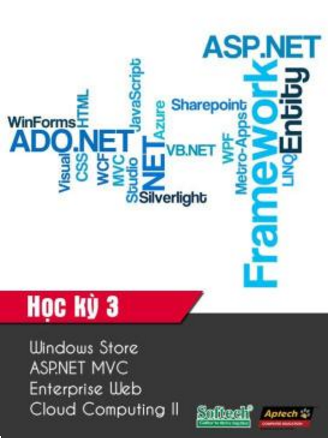 ASP.NET
JavaScript
HTML
Azure
Sharepoint
Framework
Entity
WinForms
ADO.NET
Visual
CSS
WCF
MVC
Studio
.NET
VB.NET
WPF
Metro-Apps
LINQ
Silverlight
Học kỳ 3
Windows Store
ASP.NET MVC
Enterprise Web
Cloud Computing II
Softech
Aptech
COMPUTER EDUCATION